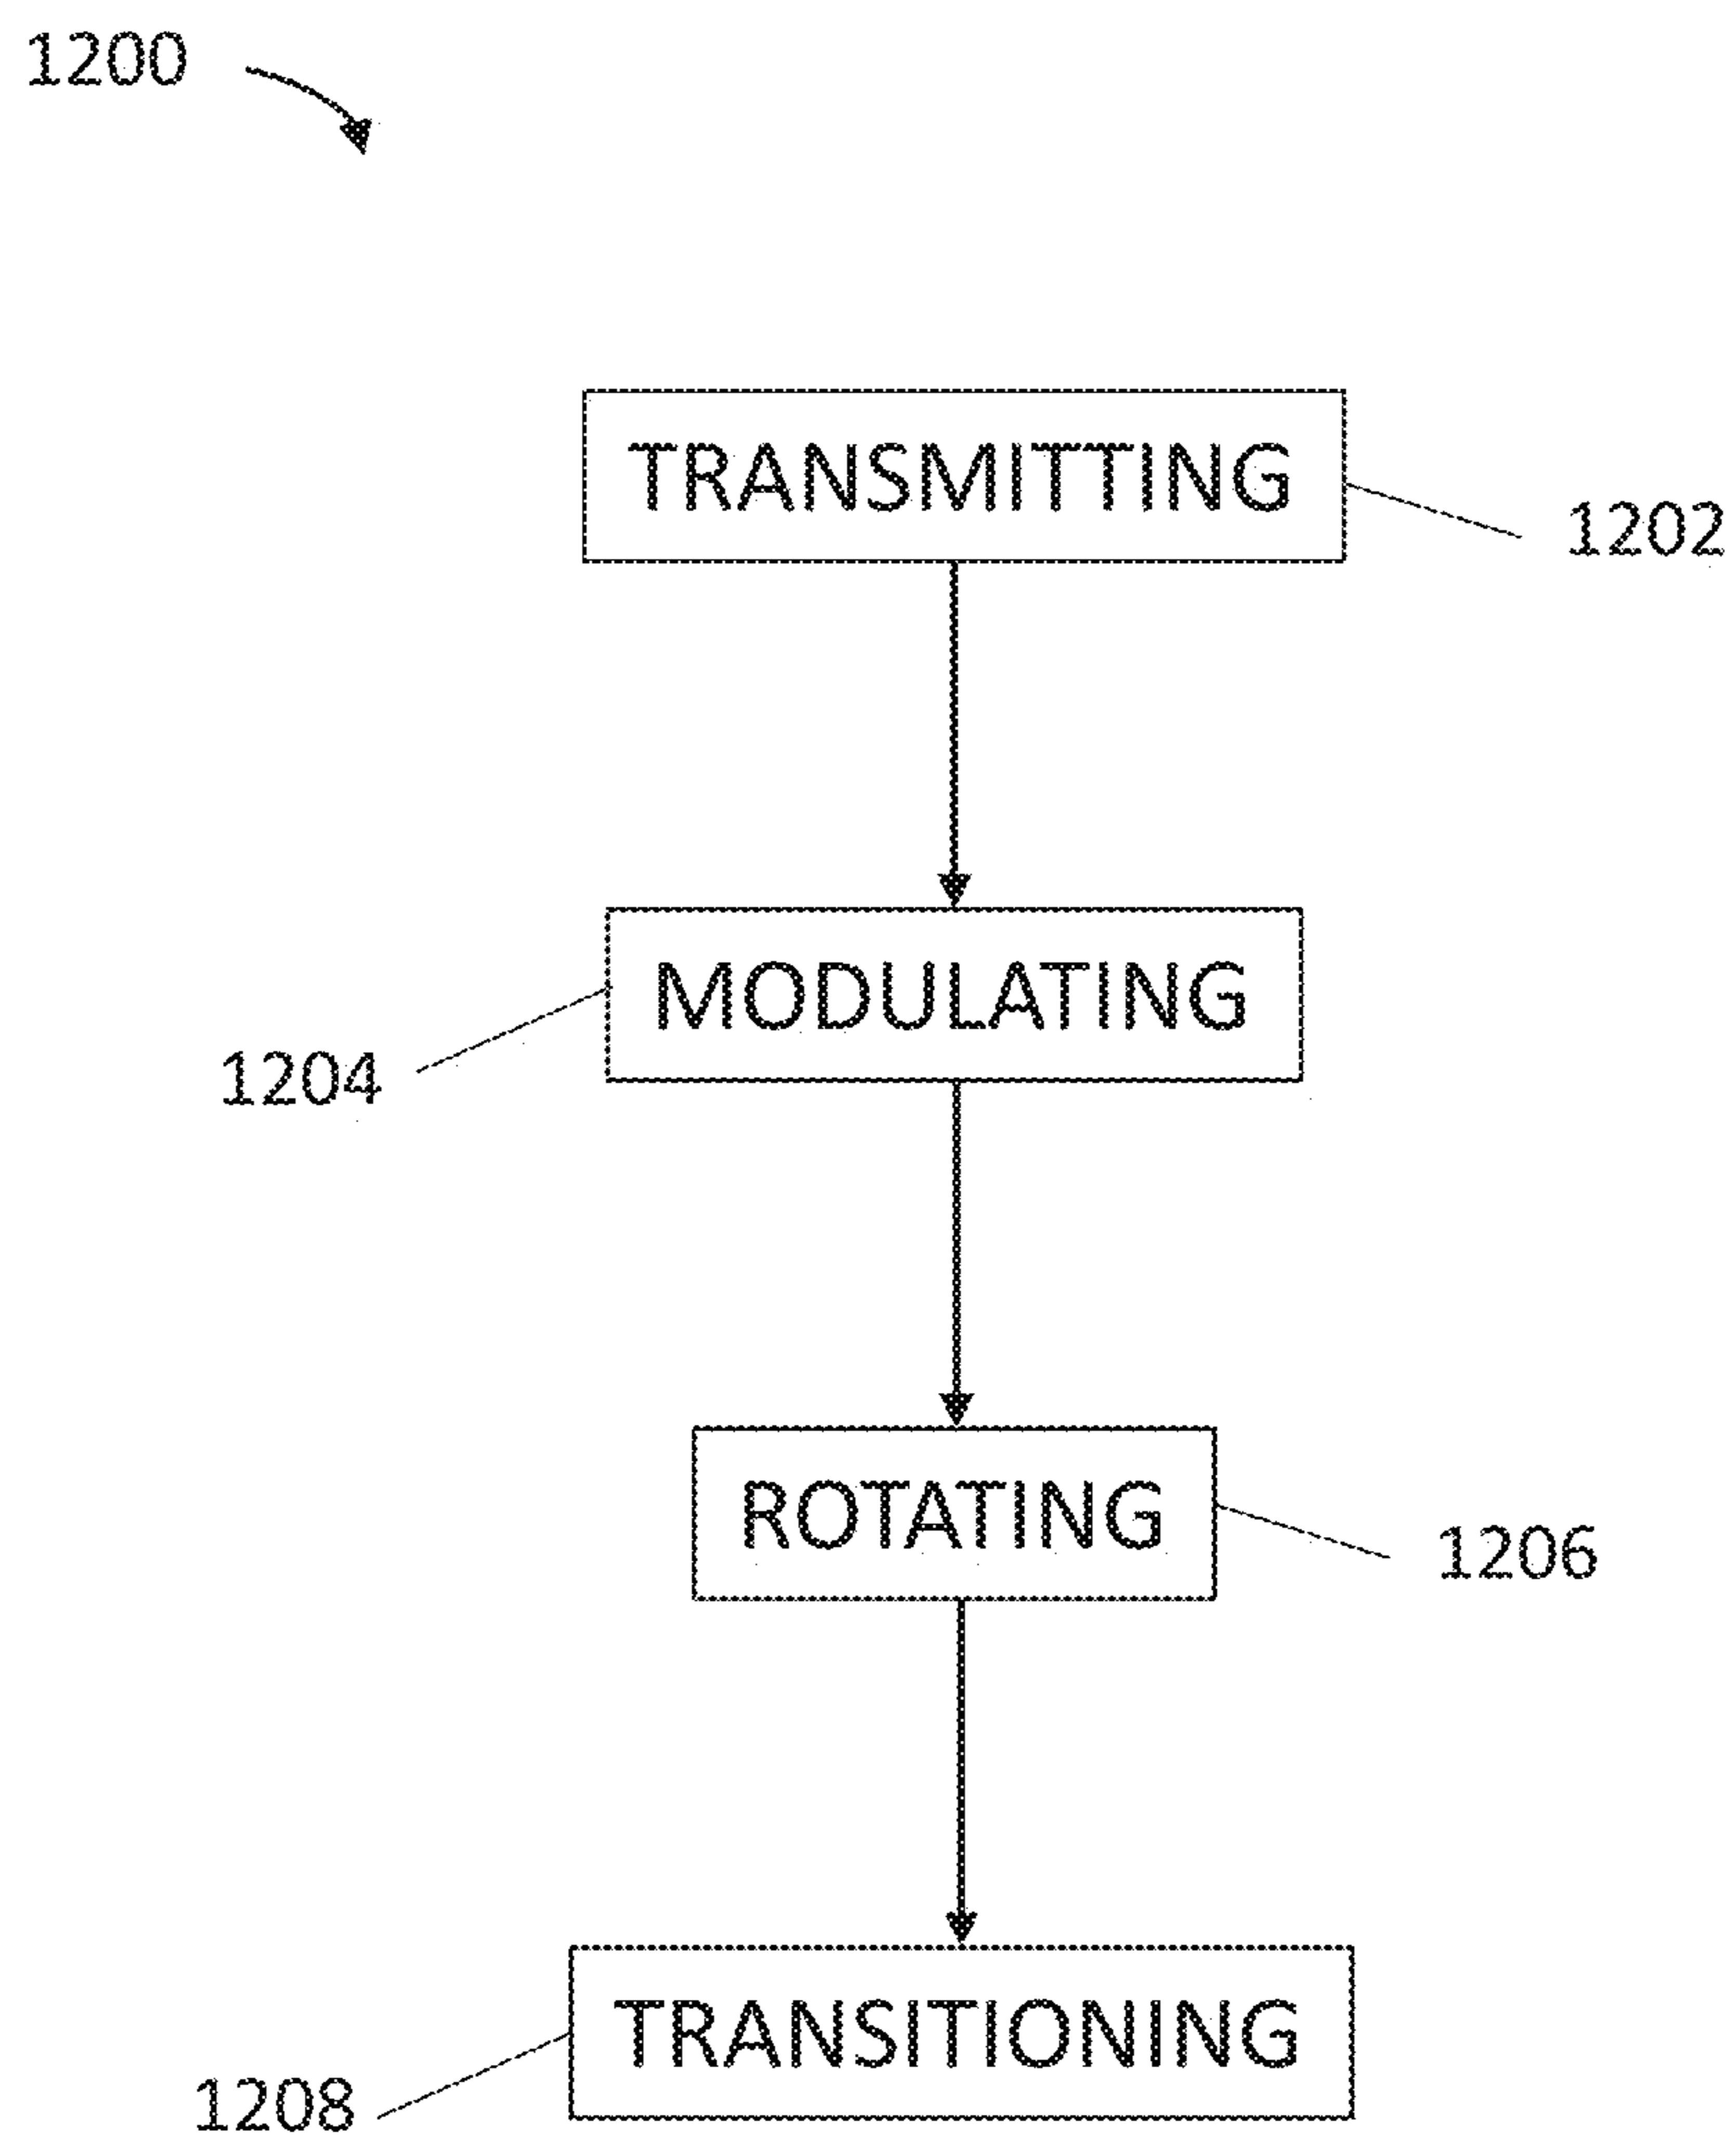 1200
TRANSMITTING
1202
MODULATING
1204
ROTATING
1206
TRANSITIONING
1208